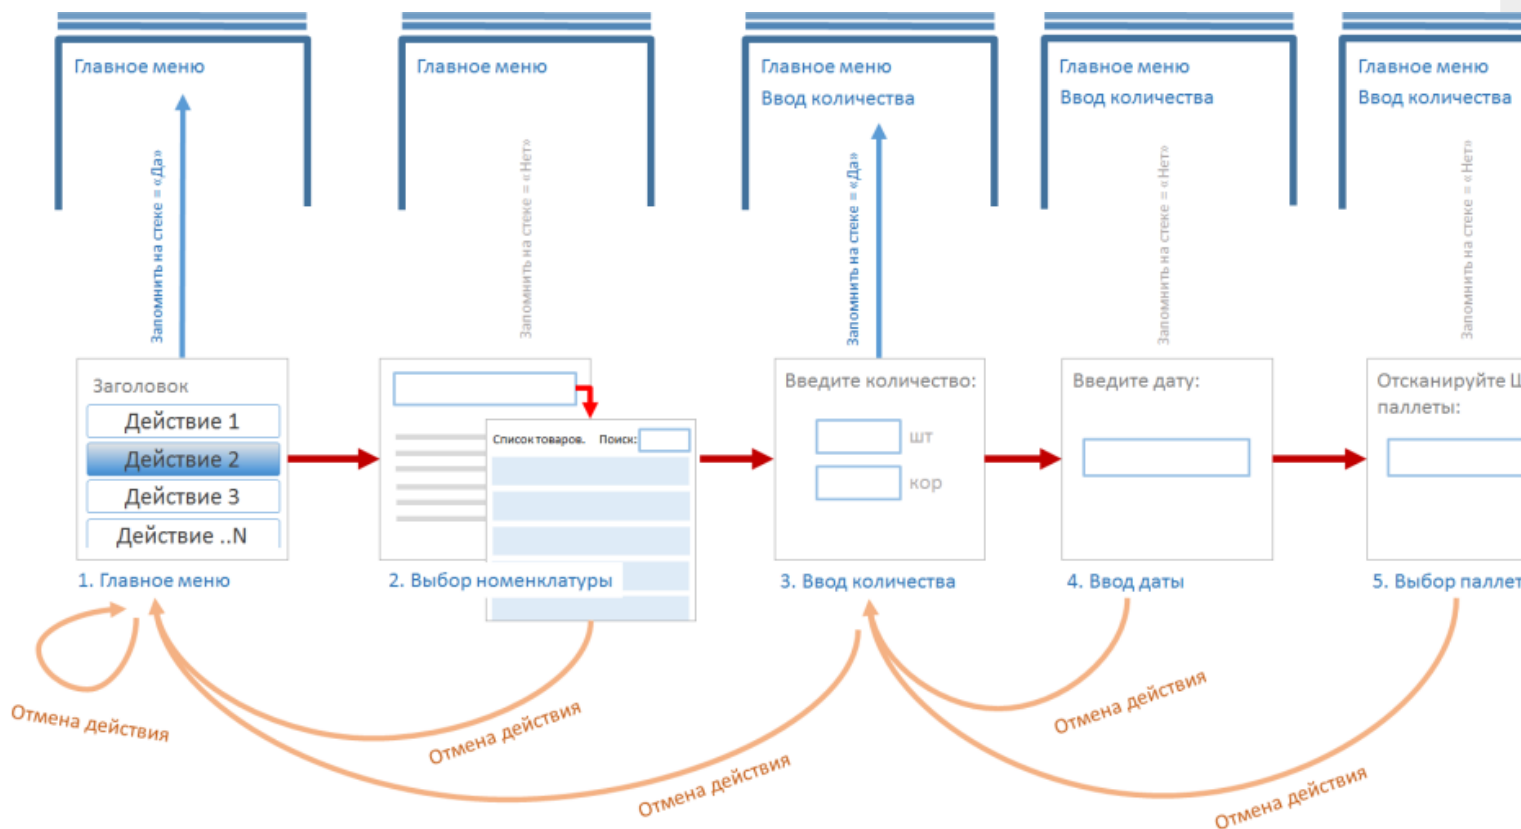 Главное меню
Главное меню
Главное меню
Ввод количества
Главное меню
Ввод количества
Главное меню
Ввод количества
Запомнить на стеке = «Да»
Запомнить на стеке = «Нет»
Запомнить на стеке = «Да»
Запомнить на стеке = «Нет»
Запомнить на стеке = «Нет»
Заголовок
Действие 1
Действие 2
Действие 3
Действие ..N
Список товаров. Поиск:
Введите количество:
шт
кор
Введите дату:
Отсканируйте Ш
паллеты:
1. Главное меню
2. Выбор номенклатуры
3. Ввод количества
4. Ввод даты
5. Выбор паллет
Отмена действия
Отмена действия
Отмена действия
Отмена действия
Отмена действия